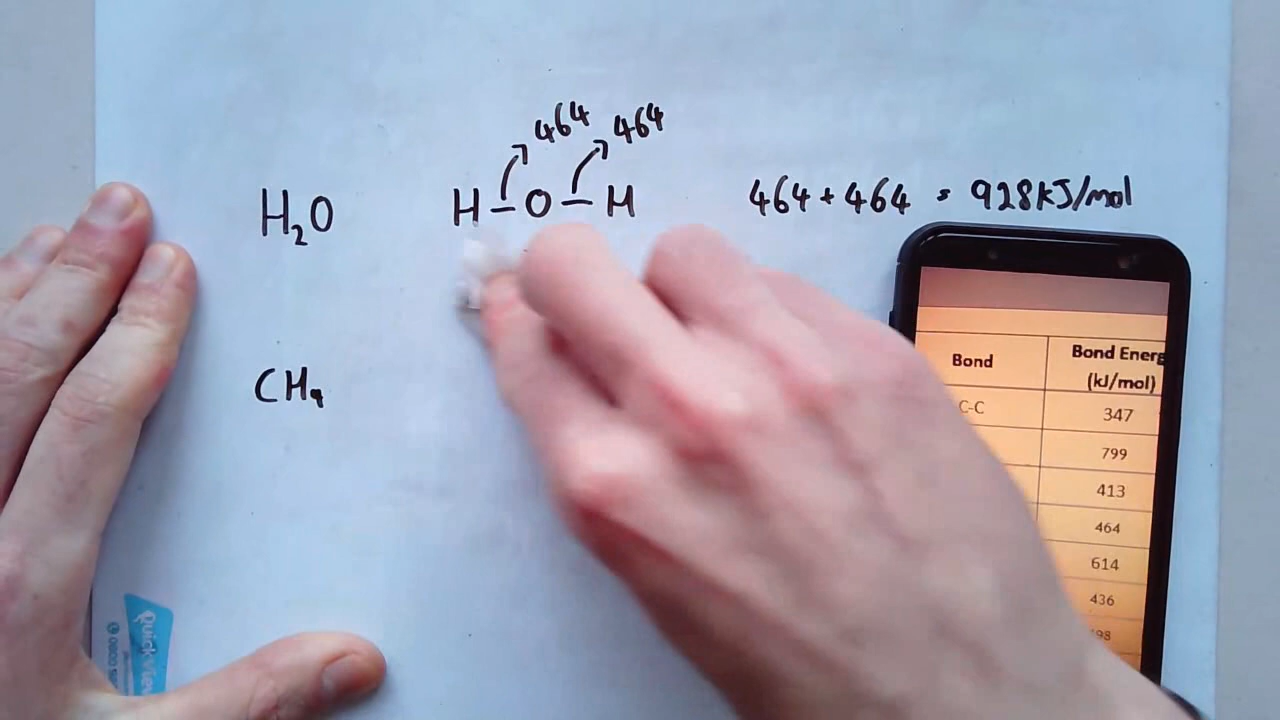 464 464
H₂O H–O–H 464+464 = 928kJ/mol
CH₄
Bond Bond Energ
(kJ/mol)
C-C 347
799
413
464
614
436
98